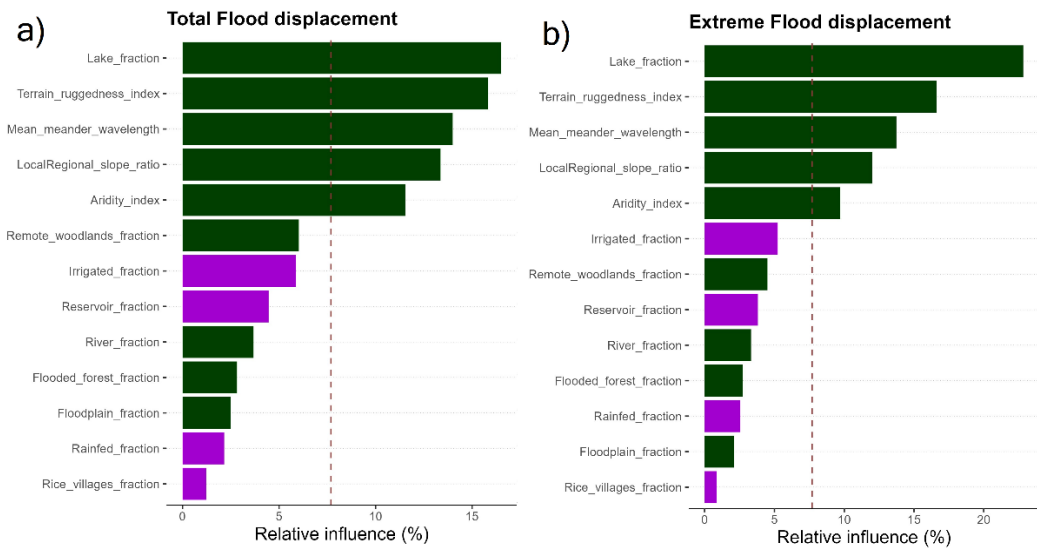 a)
Total Flood displacement
Lake_fraction
Terrain_ruggedness_index
Mean_meander_wavelength
LocalRegional_slope_ratio
Aridity_index
Remote_woodlands_fraction
Irrigated_fraction
Reservoir_fraction
River_fraction
Flooded_forest_fraction
Floodplain_fraction
Rainfed_fraction
Rice_villages_fraction
0 5 10 15
Relative influence (%)
b)
Extreme Flood displacement
Lake_fraction
Terrain_ruggedness_index
Mean_meander_wavelength
LocalRegional_slope_ratio
Aridity_index
Irrigated_fraction
Remote_woodlands_fraction
Reservoir_fraction
River_fraction
Flooded_forest_fraction
Rainfed_fraction
Floodplain_fraction
Rice_villages_fraction
0 5 10 15 20
Relative influence (%)